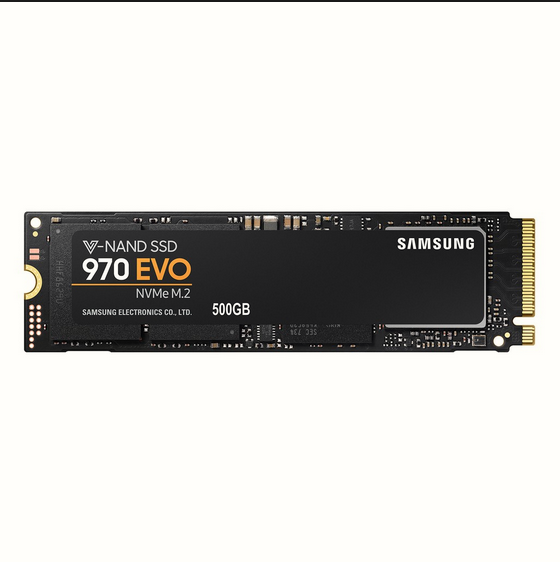 V-NAND SSD
970 EVO
NVMe M.2
SAMSUNG ELECTRONICS CO., LTD.
500GB
SAMSUNG